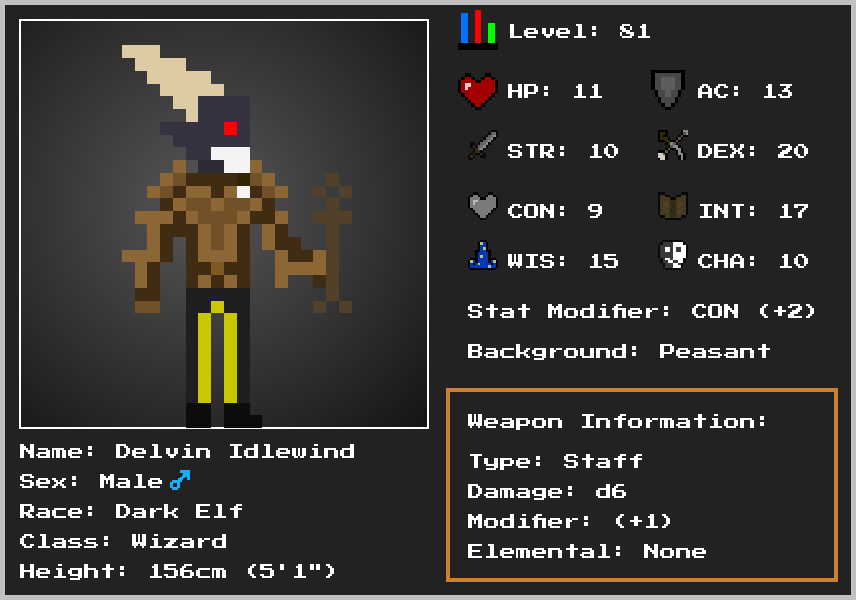 Level: 81
HP: 11
AC: 13
STR: 10
DEX: 20
CON: 9
INT: 17
WIS: 15
CHA: 10
Stat Modifier: CON (+2)
Background: Peasant
Weapon Information:
Type: Staff
Damage: d6
Modifier: (+1)
Elemental: None
Name: Delvin Idlewind
Sex: Male♂
Race: Dark Elf
Class: Wizard
Height: 156cm (5'1")